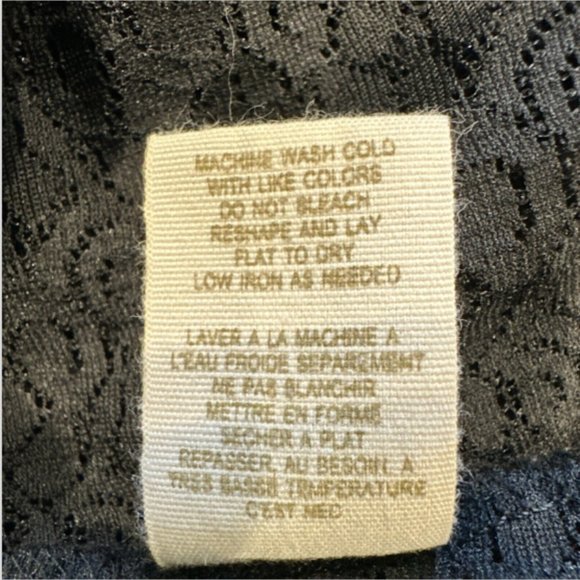 MACHINE WASH COLD
WITH LIKE COLORS
DO NOT BLEACH
RESHAPE AND LAY
FLAT TO DRY
LOW IRON AS NEEDED
LAVER A LA MACHINE A
L'EAU FROIDE SEPAREMENT
NE PAS BLANCHIR
METTRE EN FORME
SECHER A PLAT
REPASSER, AU BESOIN, A
TRES BASSE TEMPERATURE
C'EST NEC